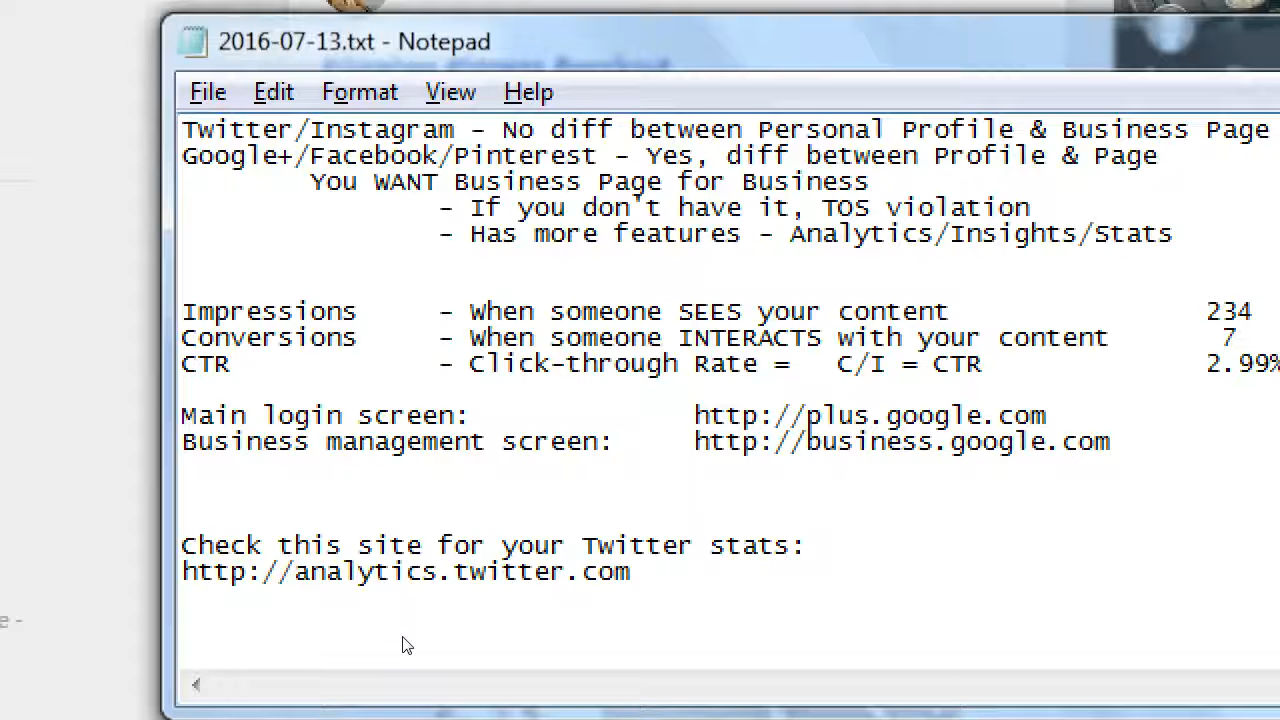 2016-07-13.txt - Notepad
File Edit Format View Help
Twitter/Instagram - No diff between Personal Profile & Business Page
Google+/Facebook/Pinterest - Yes, diff between Profile & Page
You WANT Business Page for Business
- If you don't have it, TOS violation
- Has more features - Analytics/Insights/Stats
Impressions - When someone SEES your content 234
Conversions - When someone INTERACTS with your content 7
CTR - Click-through Rate = C/I = CTR 2.99%
Main login screen: http://plus.google.com
Business management screen: http://business.google.com
Check this site for your Twitter stats:
http://analytics.twitter.com